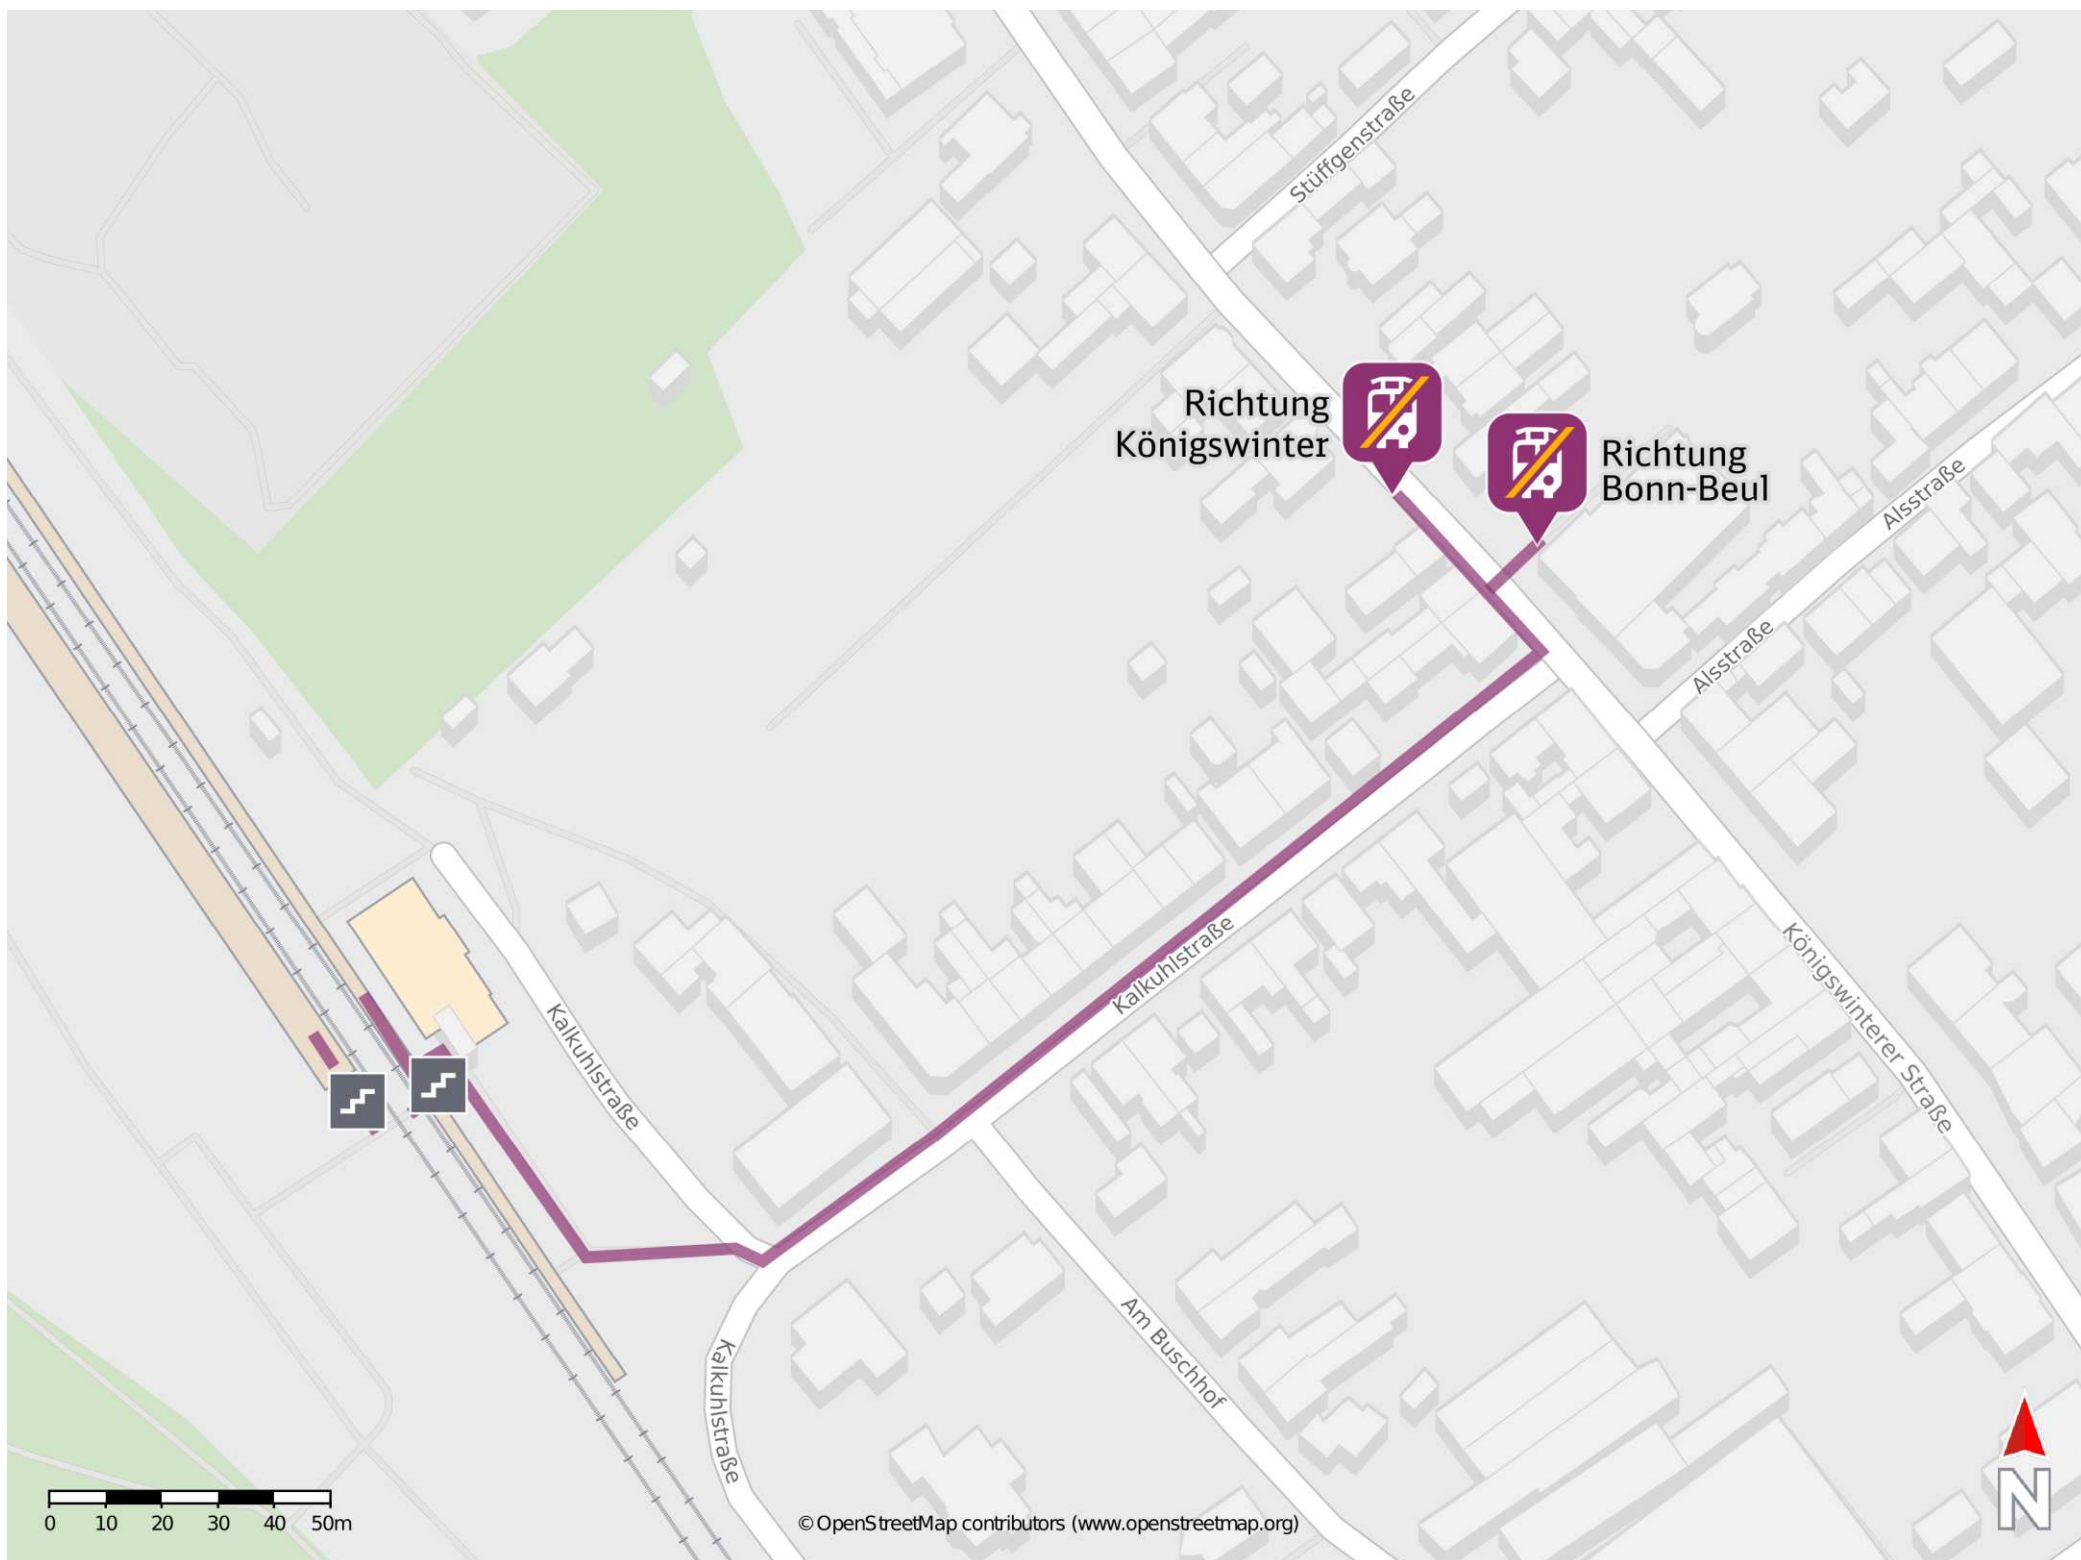 Stüffgenstraße
Richtung
Königswinter
Richtung
Bonn-Beul
Alsstraße
Alsstraße
Kalkuhlstraße
Königswinterer Straße
Kalkuhlstraße
Am Buschhof
Kalkuhlstraße
N
0 10 20 30 40 50m
© OpenStreetMap contributors (www.openstreetmap.org)